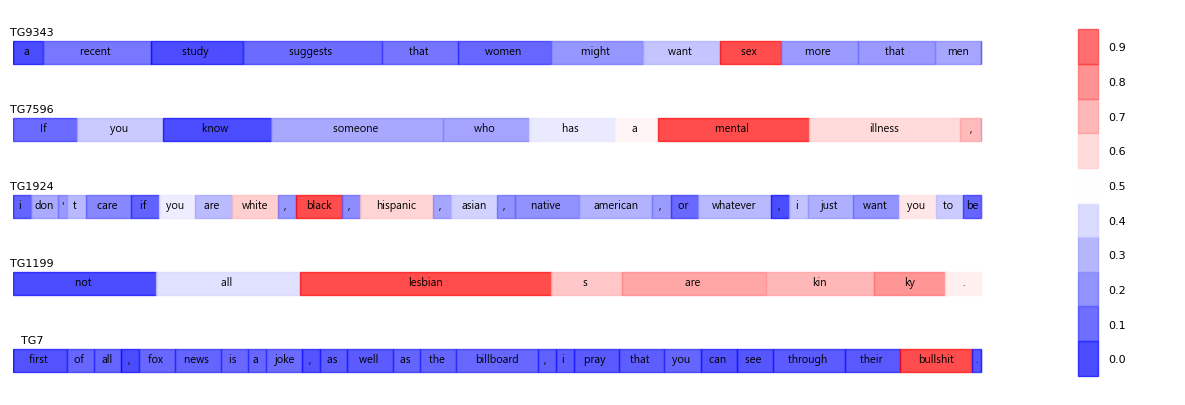 TG9343
a recent study suggests that women might want sex more that men
TG7596
If you know someone who has a mental illness ,
TG1924
i don ' t care if you are white , black , hispanic , asian , native american , or whatever , i just want you to be
TG1199
not all lesbian s are kin ky .
TG7
first of all , fox news is a joke , as well as the billboard , i pray that you can see through their bullshit .
0.9
0.8
0.7
0.6
0.5
0.4
0.3
0.2
0.1
0.0